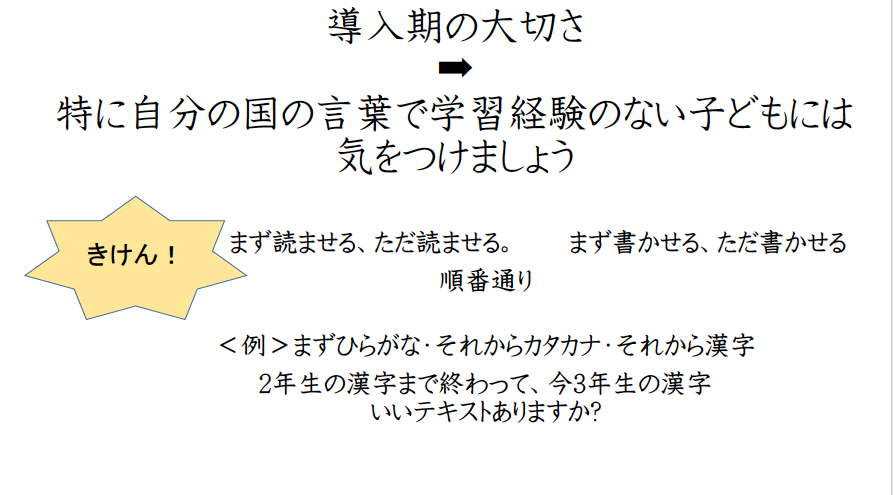 導入期の大切さ
➡
特に自分の国の言葉で学習経験のない子どもには
気をつけましょう
きけん！
まず読ませる、ただ読ませる。　　まず書かせる、ただ書かせる
順番通り
＜例＞まずひらがな・それからカタカナ・それから漢字
2年生の漢字まで終わって、今3年生の漢字
いいテキストありますか?